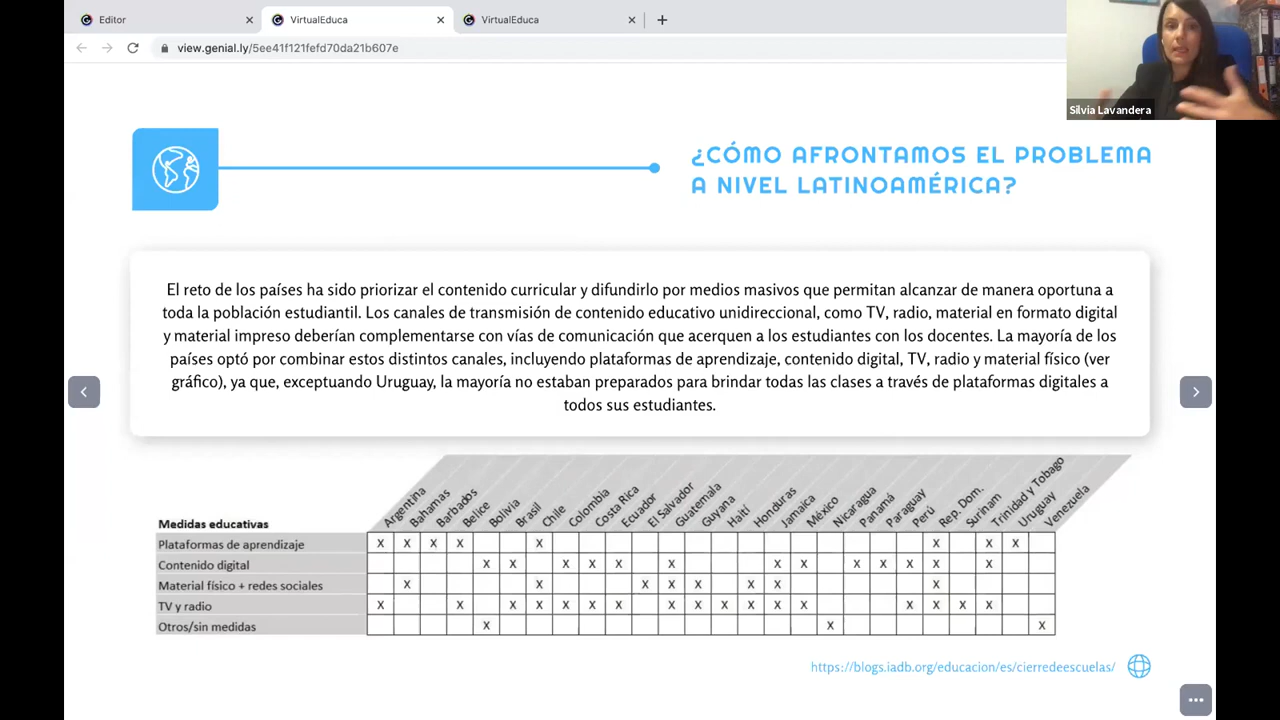 Editor
VirtualEduca
VirtualEduca
view.genial.ly/5ee41f121fefd70da21b607e
Silvia Lavandera
¿CÓMO AFRONTAMOS EL PROBLEMA
A NIVEL LATINOAMÉRICA?
El reto de los países ha sido priorizar el contenido curricular y difundirlo por medios masivos que permitan alcanzar de manera oportuna a
toda la población estudiantil. Los canales de transmisión de contenido educativo unidireccional, como TV, radio, material en formato digital
y material impreso deberían complementarse con vías de comunicación que acerquen a los estudiantes con los docentes. La mayoría de los
países optó por combinar estos distintos canales, incluyendo plataformas de aprendizaje, contenido digital, TV, radio y material físico (ver
gráfico), ya que, exceptuando Uruguay, la mayoría no estaban preparados para brindar todas las clases a través de plataformas digitales a
todos sus estudiantes.
Medidas educativas Argentina Bahamas Barbados Belice Bolivia Brasil Chile Colombia Costa Rica Ecuador El Salvador Guatemala Guyana Haití Honduras Jamaica México Nicaragua Panamá Paraguay Perú Rep. Dom. Surinam Trinidad y Tobago Uruguay Venezuela
Plataformas de aprendizaje X X X X X X X X
Contenido digital X X X X X X X X X X X X X
Material físico + redes sociales X X X X X X X X
TV y radio X X X X X X X X X X X X X X X X X
Otros/sin medidas X X X
https://blogs.iadb.org/educacion/es/cierredeescuelas/